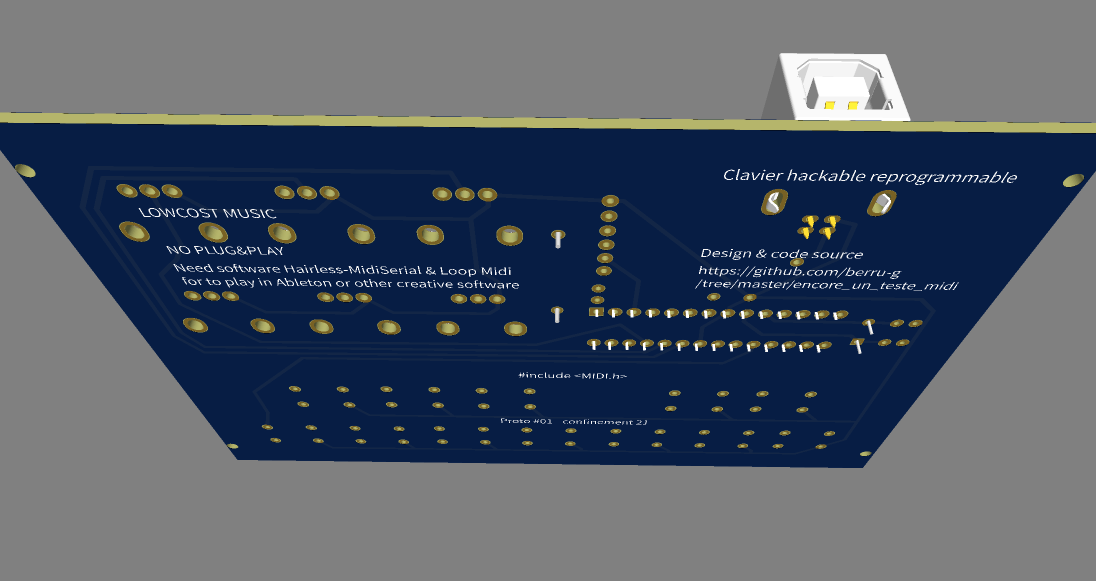 Clavier hackable reprogrammable
LOWCOST MUSIC
NO PLUG&PLAY
Need software Hairless-MidiSerial & Loop Midi
for to play in Ableton or other creative software
Design & code source
https://github.com/berru-g
/tree/master/encore_un_teste_midi
#include <MIDI.h>
Proto #01 confinement 21